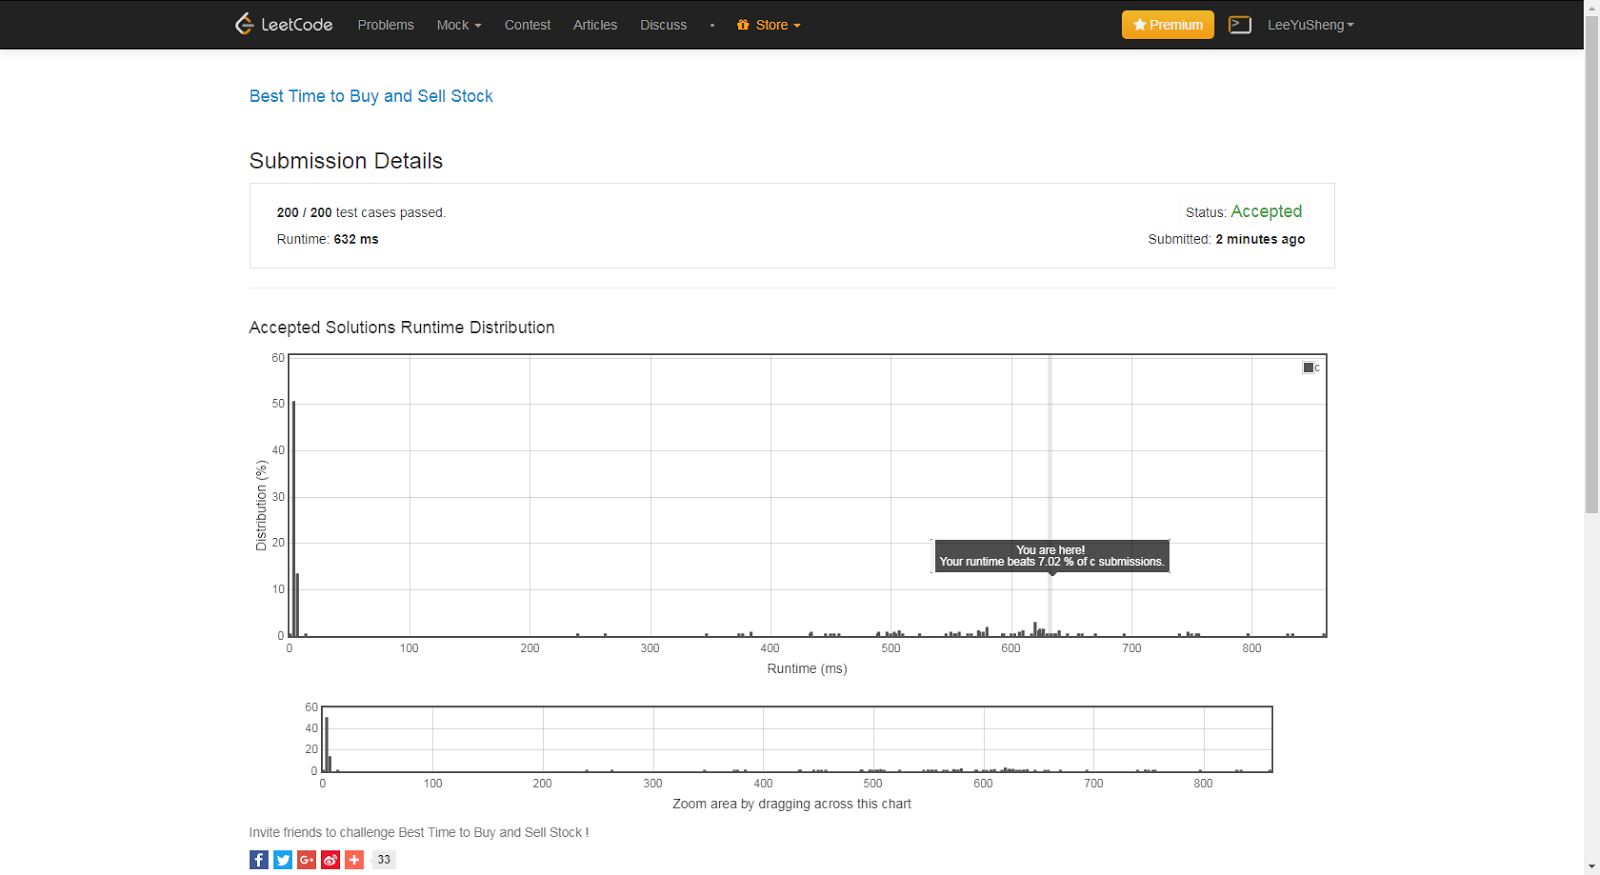 LeetCode Problems Mock Contest Articles Discuss • Store Premium LeeYuSheng
Best Time to Buy and Sell Stock
Submission Details
200 / 200 test cases passed. Status: Accepted
Runtime: 632 ms Submitted: 2 minutes ago
Accepted Solutions Runtime Distribution
60
c
50
40
30
20
10
0
Distribution (%)
You are here!
Your runtime beats 7.02 % of c submissions.
0 100 200 300 400 500 600 700 800
Runtime (ms)
60
40
20
0
0 100 200 300 400 500 600 700 800
Zoom area by dragging across this chart
Invite friends to challenge Best Time to Buy and Sell Stock !
33